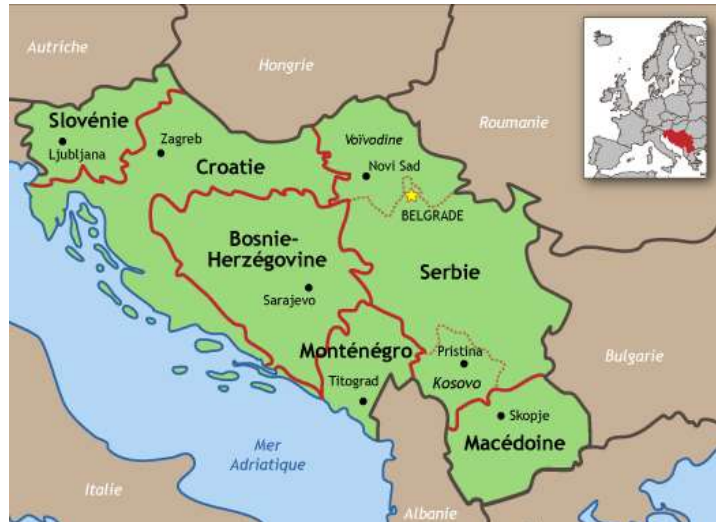 Autriche
Hongrie
Slovénie
Ljubljana
Zagreb
Croatie
Voïvodine
Novi Sad
Roumanie
BELGRADE
Bosnie-
Herzégovine
Sarajevo
Serbie
Monténégro
Titograd
Pristina
Kosovo
Bulgarie
Skopje
Macédoine
Mer
Adriatique
Italie
Albanie